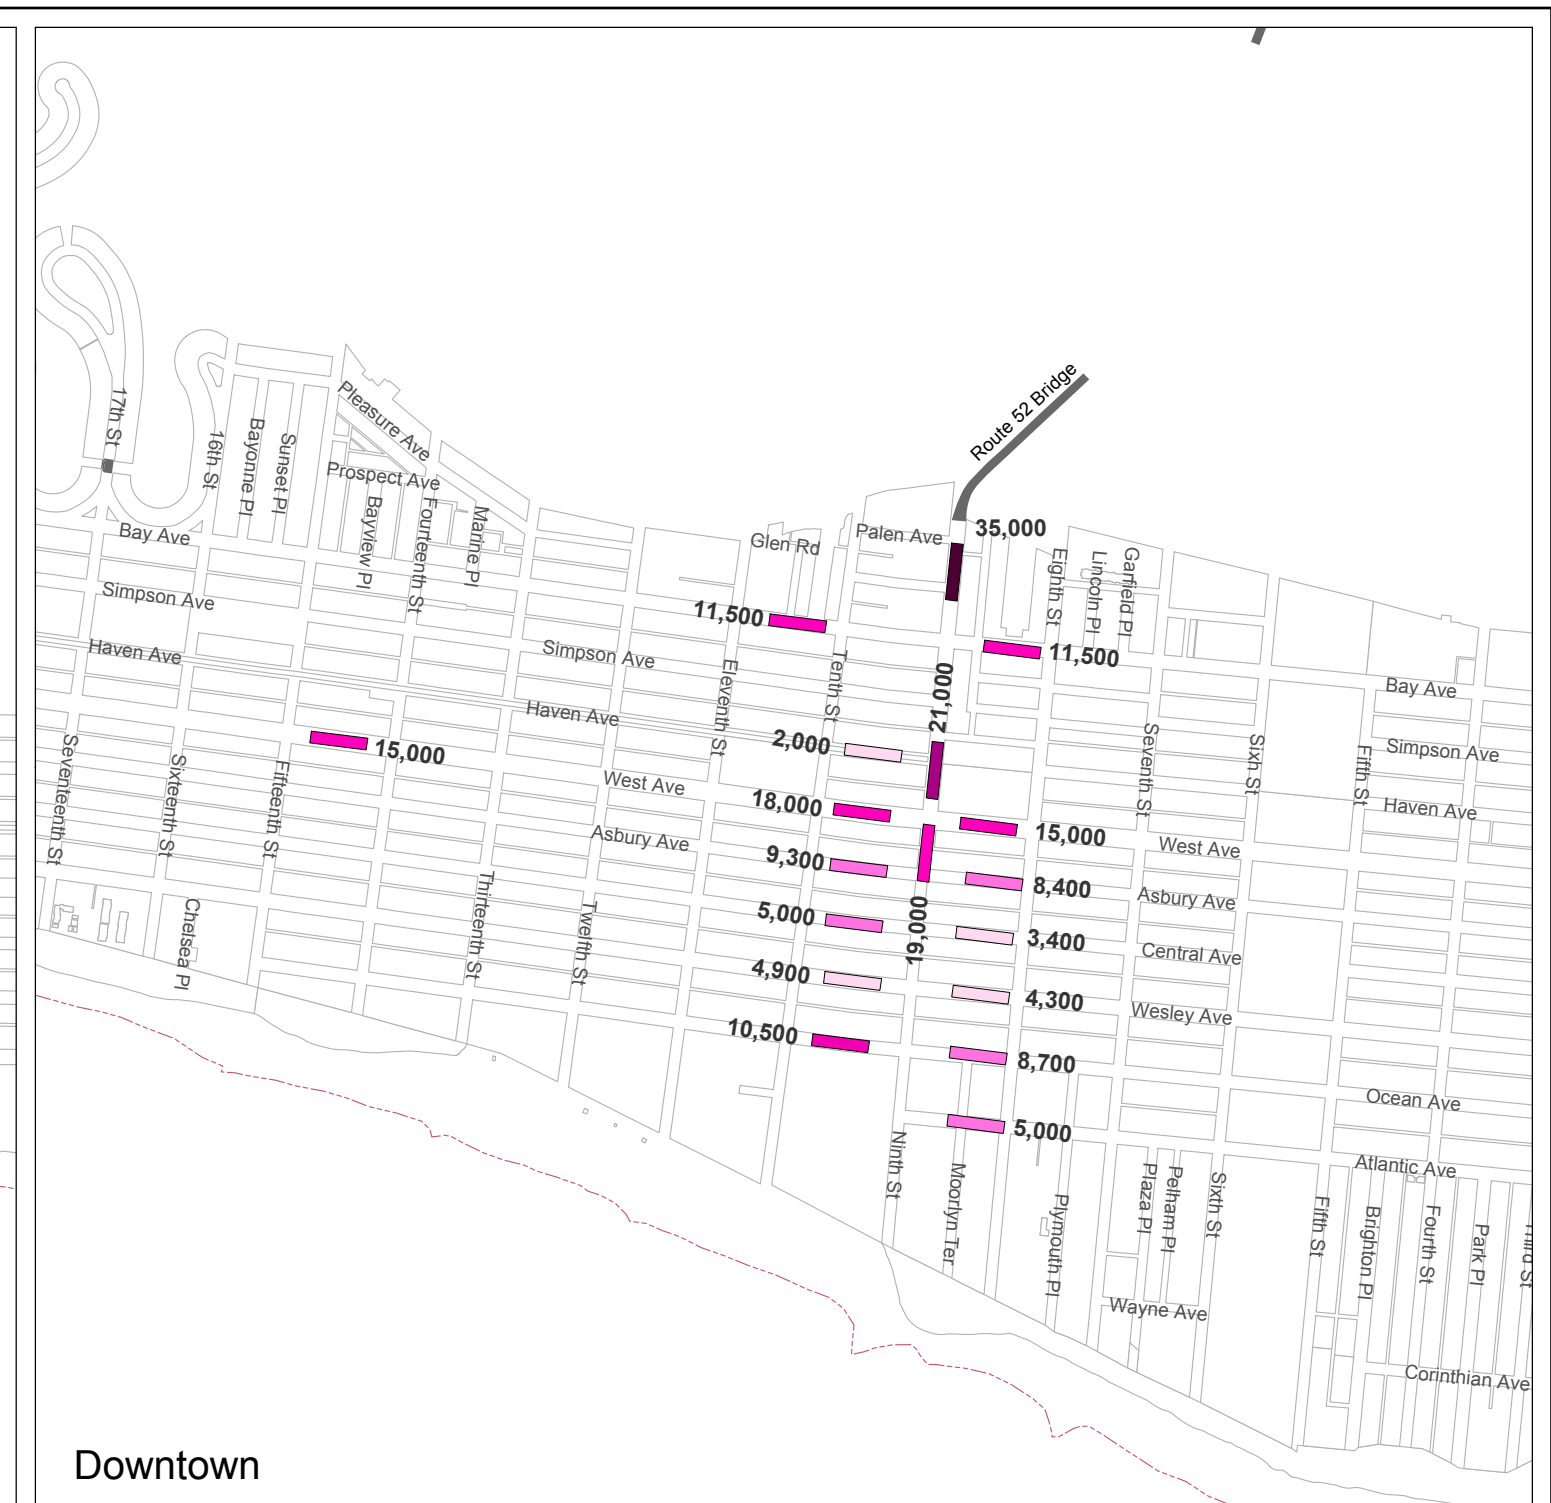 Route 52 Bridge
17th St
16th St
Bayonne Pl
Sunset Pl
Pleasure Ave
Prospect Ave
Bayview Pl
Fourteenth St
Marine Pl
Bay Ave
Glen Rd
Palen Ave
35,000
Eighth St
Lincoln Pl
Garfield Pl
Simpson Ave
11,500
Simpson Ave
11,500
Haven Ave
Eleventh St
Tenth St
21,000
Bay Ave
Haven Ave
2,000
Seventh St
Sixh St
Fifth St
Simpson Ave
Seventeenth St
Sixteenth St
Fifteenth St
15,000
West Ave
18,000
15,000
West Ave
Haven Ave
Asbury Ave
9,300
8,400
Asbury Ave
Thirteenth St
Twelfth St
5,000
19,000
3,400
Central Ave
Chelsea Pl
4,900
4,300
Wesley Ave
10,500
8,700
Ocean Ave
5,000
Atlantic Ave
Ninth St
Moorlyn Ter
Plymouth Pl
Plaza Pl
Pelham Pl
Sixth St
Fifth St
Brighton Pl
Fourth St
Park Pl
Third St
Wayne Ave
Corinthian Ave
Downtown